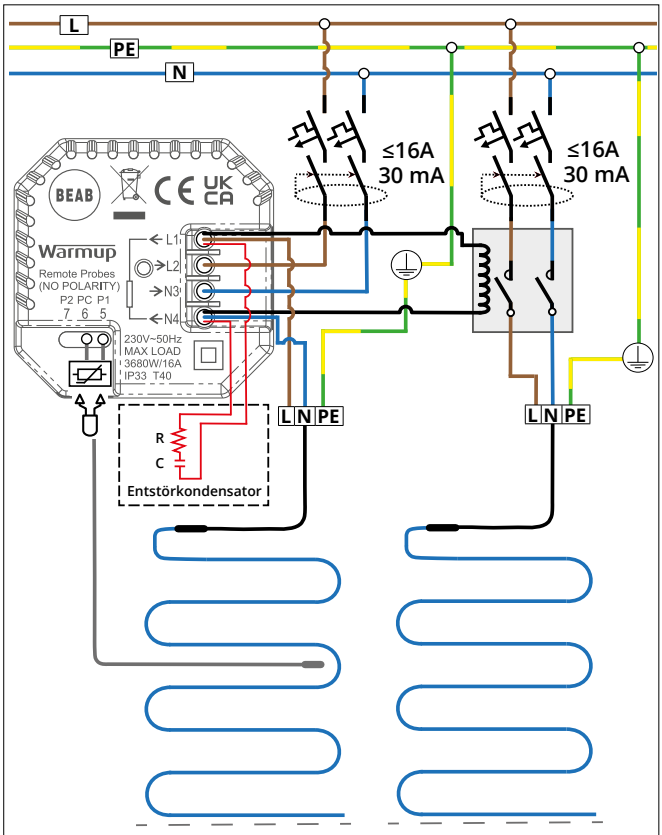 L
PE
N
≤16A
30 mA
≤16A
30 mA
BEAB
CE UK
CA
Warmup
Remote Probes
(NO POLARITY)
P2 PC P1
7 6 5
L1
L2
N3
N4
230V~50Hz
MAX LOAD
3680W/16A
IP33 T40
L N PE
L N PE
R
C
Entstörkondensator